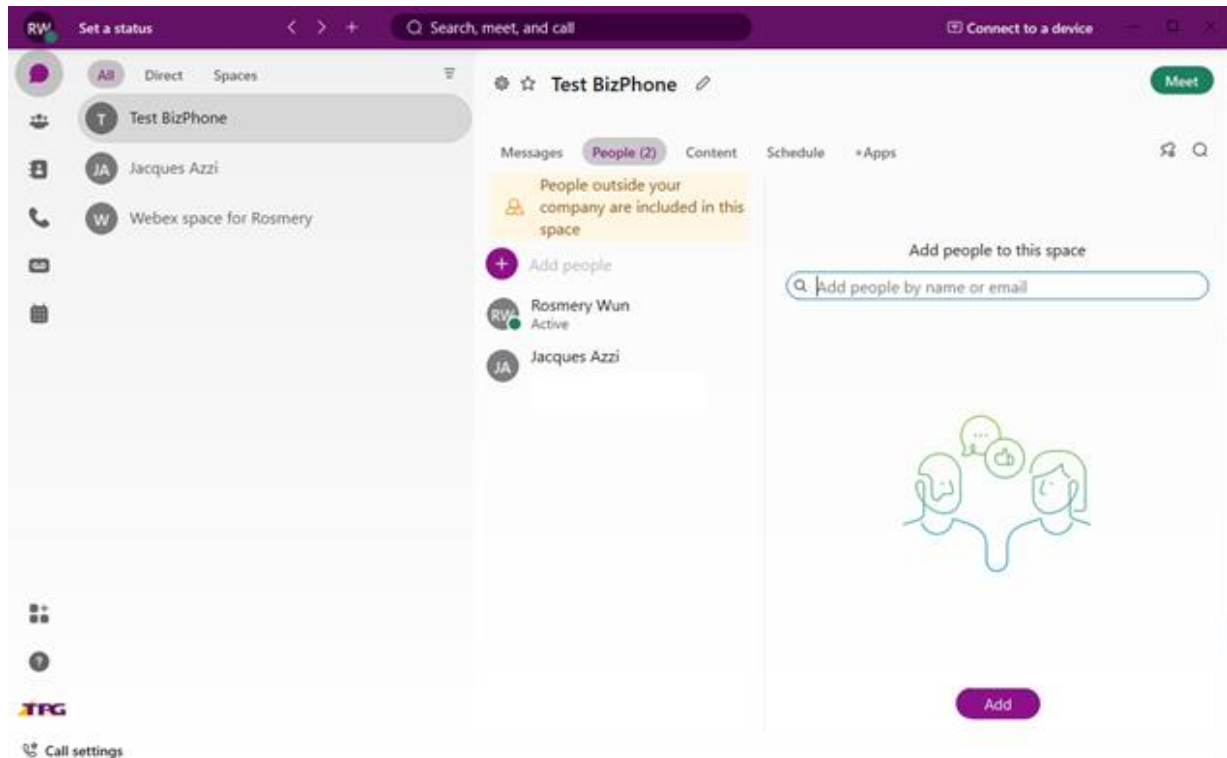 RW Set a status Search, meet, and call Connect to a device
All Direct Spaces
T Test BizPhone
JA Jacques Azzi
W Webex space for Rosmery
TPG
Call settings
Test BizPhone Meet
Messages People (2) Content Schedule +Apps
People outside your
company are included in this
space
Add people
RW Rosmery Wun
Active
JA Jacques Azzi
Add people to this space
Add people by name or email
Add